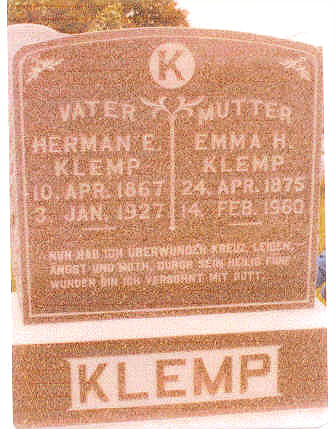 K
VATER MUTTER
HERMAN E. EMMA H.
KLEMP KLEMP
10. APR. 1867 24. APR. 1875
3. JAN. 1927 14. FEB. 1960
NUN HAB ICH ÜBERWUNDEN KREUZ, LEIDEN,
ANGST UND NOTH, DURCH SEIN HEILIG FÜNF
WUNDEN BIN ICH VERSÖHNT MIT GOTT.
KLEMP